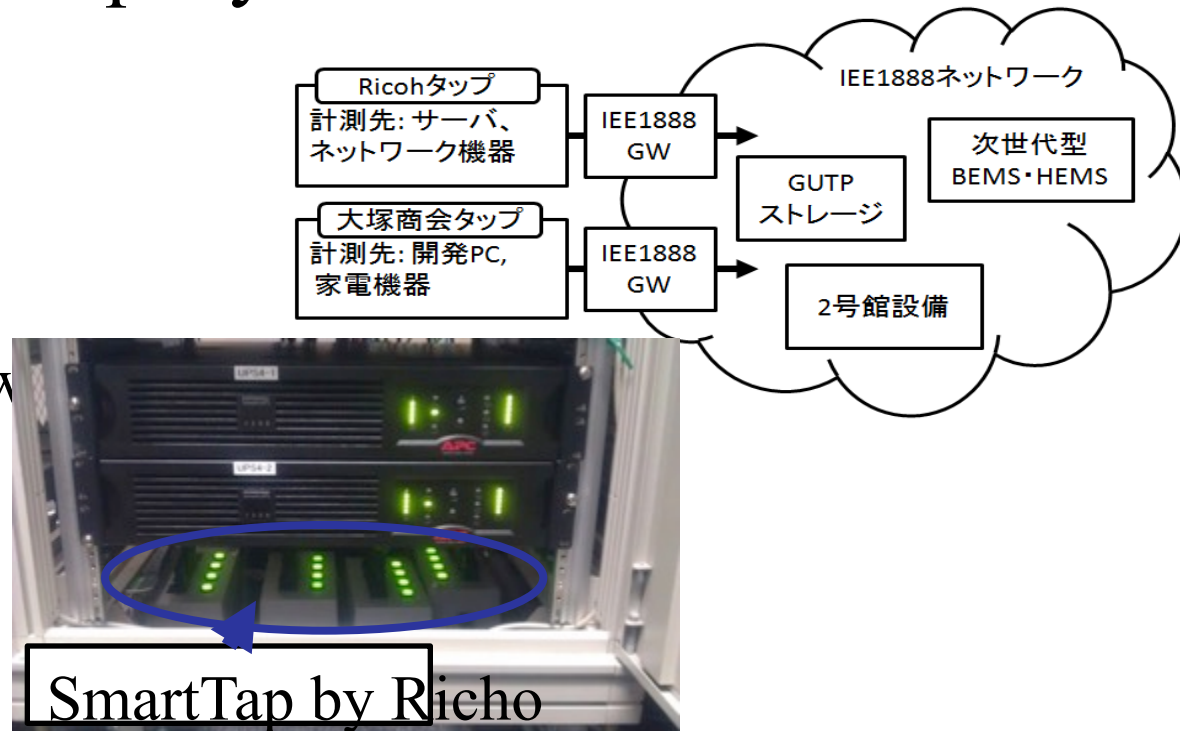 Ricohタップ
計測先: サーバ、
ネットワーク機器
IEE1888
GW
IEE1888ネットワーク
次世代型
BEMS・HEMS
GUTP
ストレージ
大塚商会タップ
計測先: 開発PC,
家電機器
IEE1888
GW
2号館設備
UPS4-1
APC
UPS4-2
APC
SmartTap by Richo